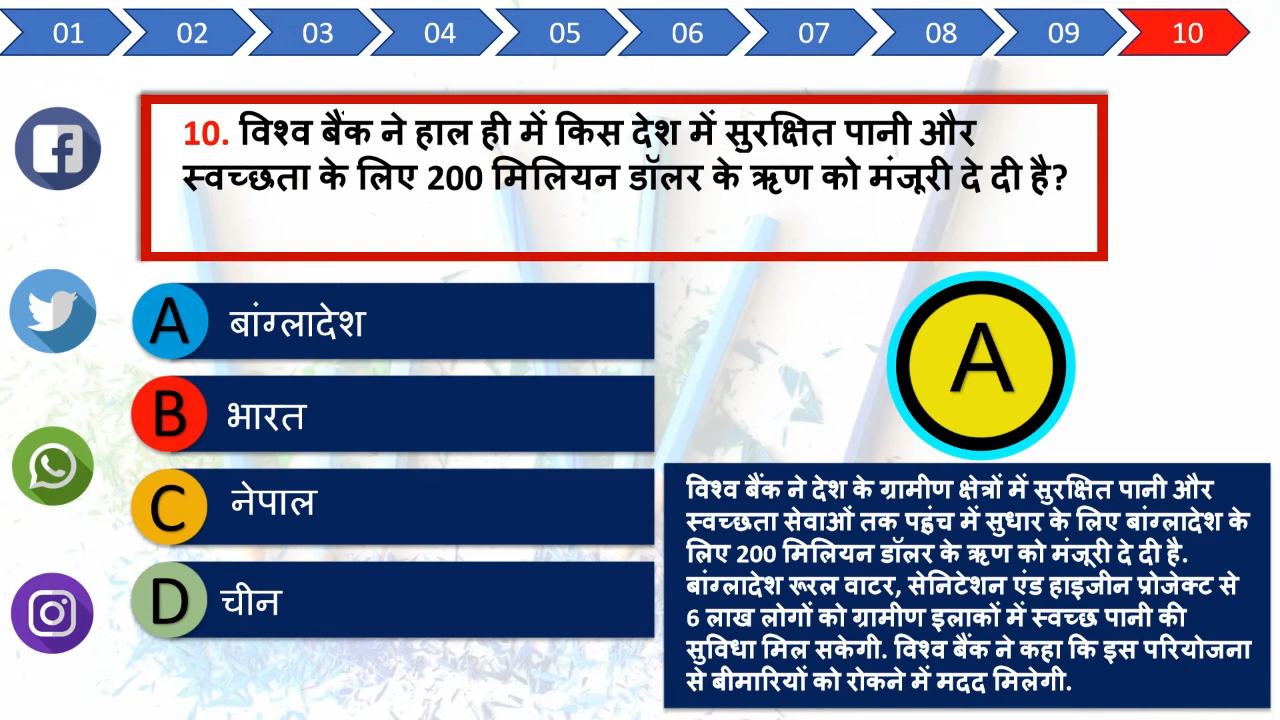 01 02 03 04 05 06 07 08 09 10
10. विश्व बैंक ने हाल ही में किस देश में सुरक्षित पानी और
स्वच्छता के लिए 200 मिलियन डॉलर के ऋण को मंजूरी दे दी है?
A बांग्लादेश
B भारत
C नेपाल
D चीन
A
विश्व बैंक ने देश के ग्रामीण क्षेत्रों में सुरक्षित पानी और
स्वच्छता सेवाओं तक पहुंच में सुधार के लिए बांग्लादेश के
लिए 200 मिलियन डॉलर के ऋण को मंजूरी दे दी है.
बांग्लादेश रूरल वाटर, सेनिटेशन एंड हाइजीन प्रोजेक्ट से
6 लाख लोगों को ग्रामीण इलाकों में स्वच्छ पानी की
सुविधा मिल सकेगी. विश्व बैंक ने कहा कि इस परियोजना
से बीमारियों को रोकने में मदद मिलेगी.